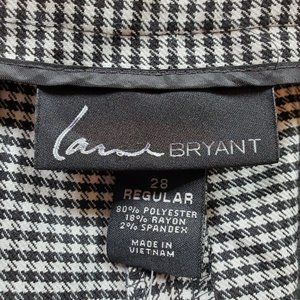 Lane BRYANT
28
REGULAR
80% POLYESTER
18% RAYON
2% SPANDEX
MADE IN
VIETNAM